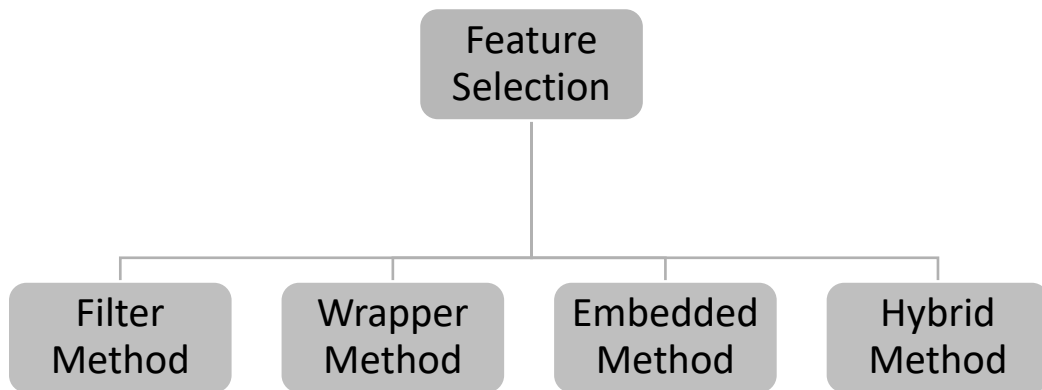 Feature
Selection
Filter
Method
Wrapper
Method
Embedded
Method
Hybrid
Method